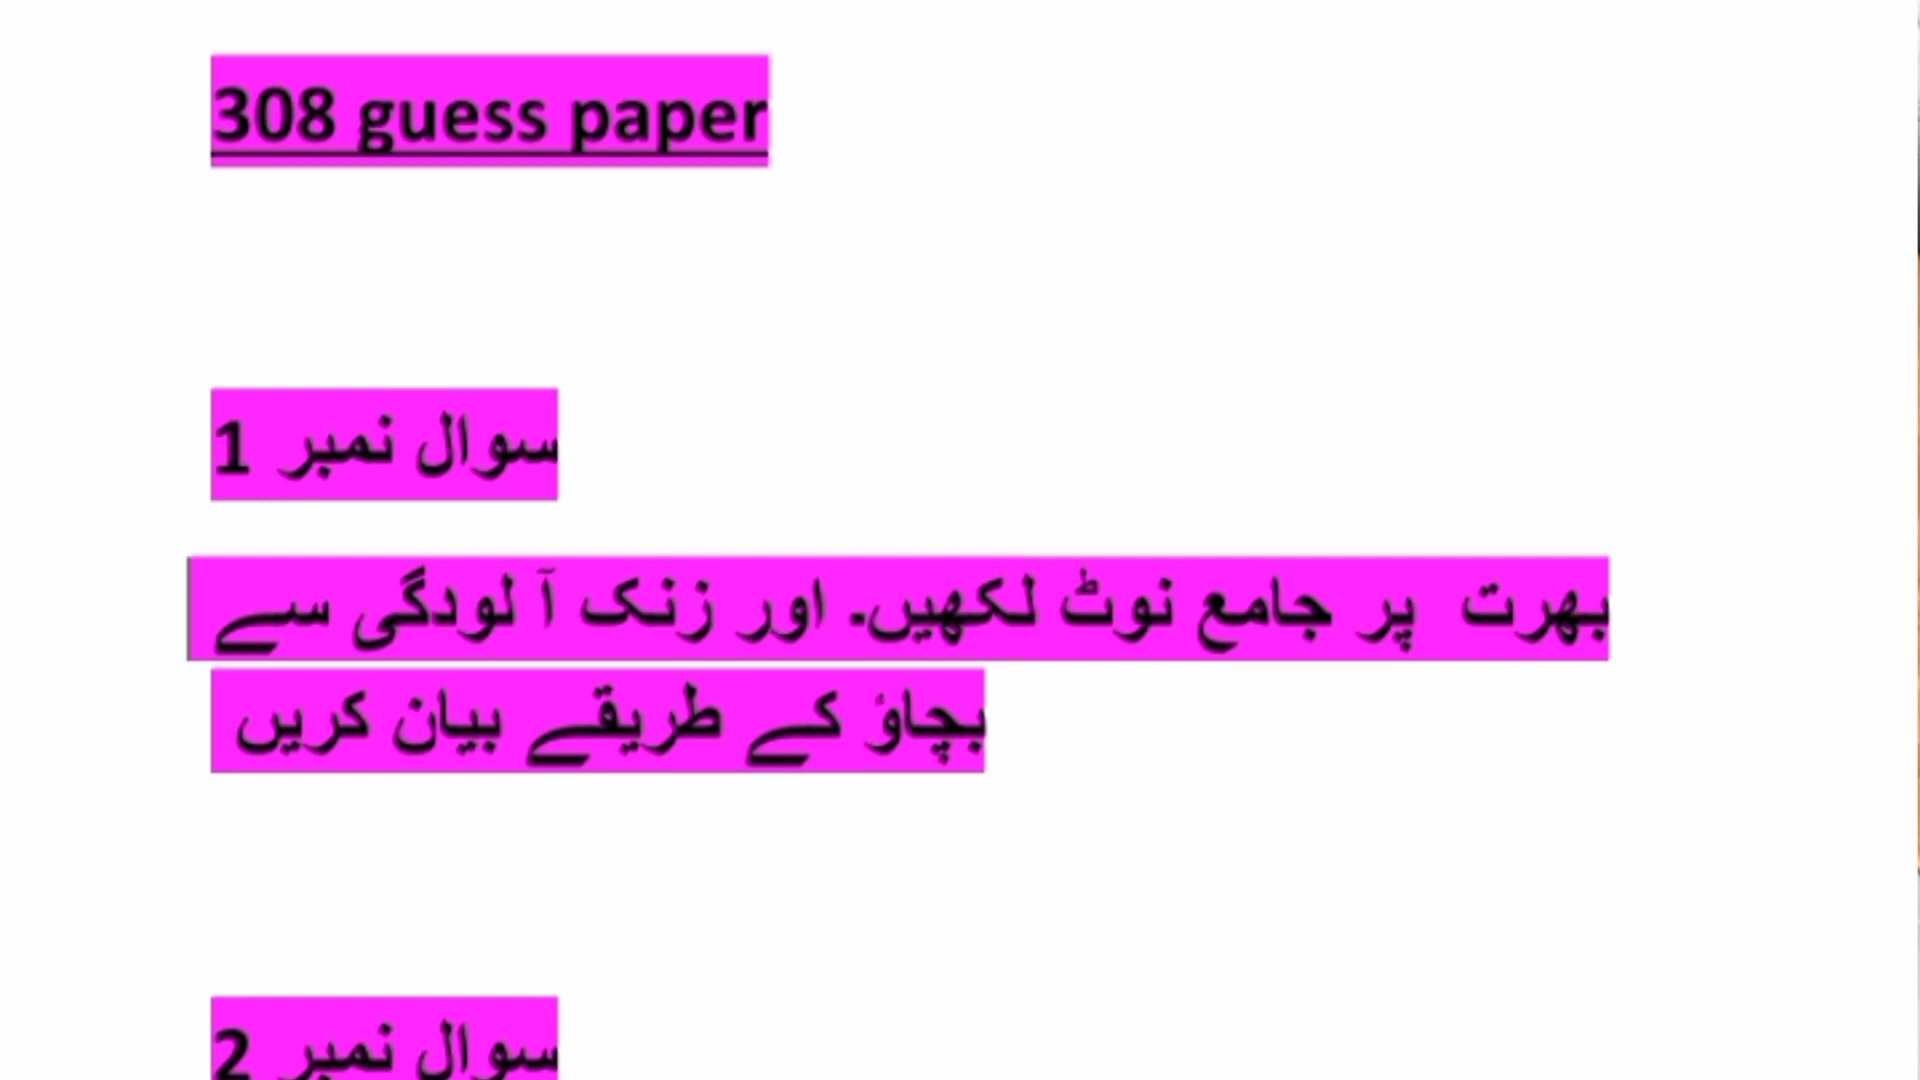 308 guess paper
سوال نمبر 1
بھرت پر جامع نوٹ لکھیں۔ اور زنک آ لودگی سے
بچاؤ کے طریقے بیان کریں
سوال نمبر 2